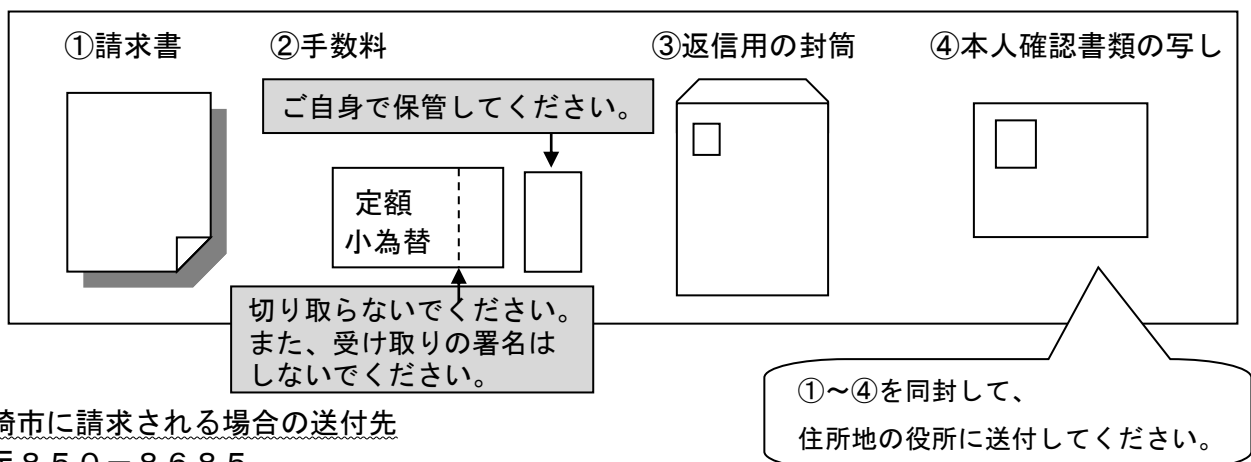 ①請求書
②手数料
③返信用の封筒
④本人確認書類の写し
ご自身で保管してください。
定額
小為替
切り取らないでください。
また、受け取りの署名は
しないでください。
①～④を同封して、
住所地の役所に送付してください。
崎市に請求される場合の送付先
〒８５０－８６８５